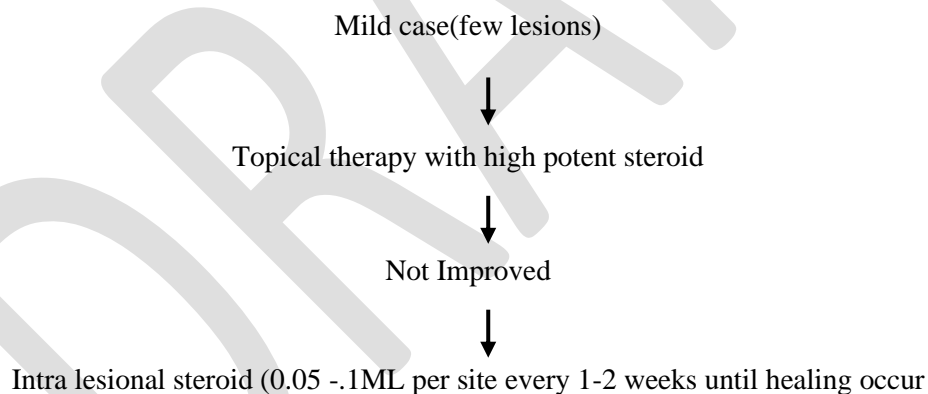 Mild case(few lesions)
Topical therapy with high potent steroid
Not Improved
Intra lesional steroid (0.05 -.1ML per site every 1-2 weeks until healing occur